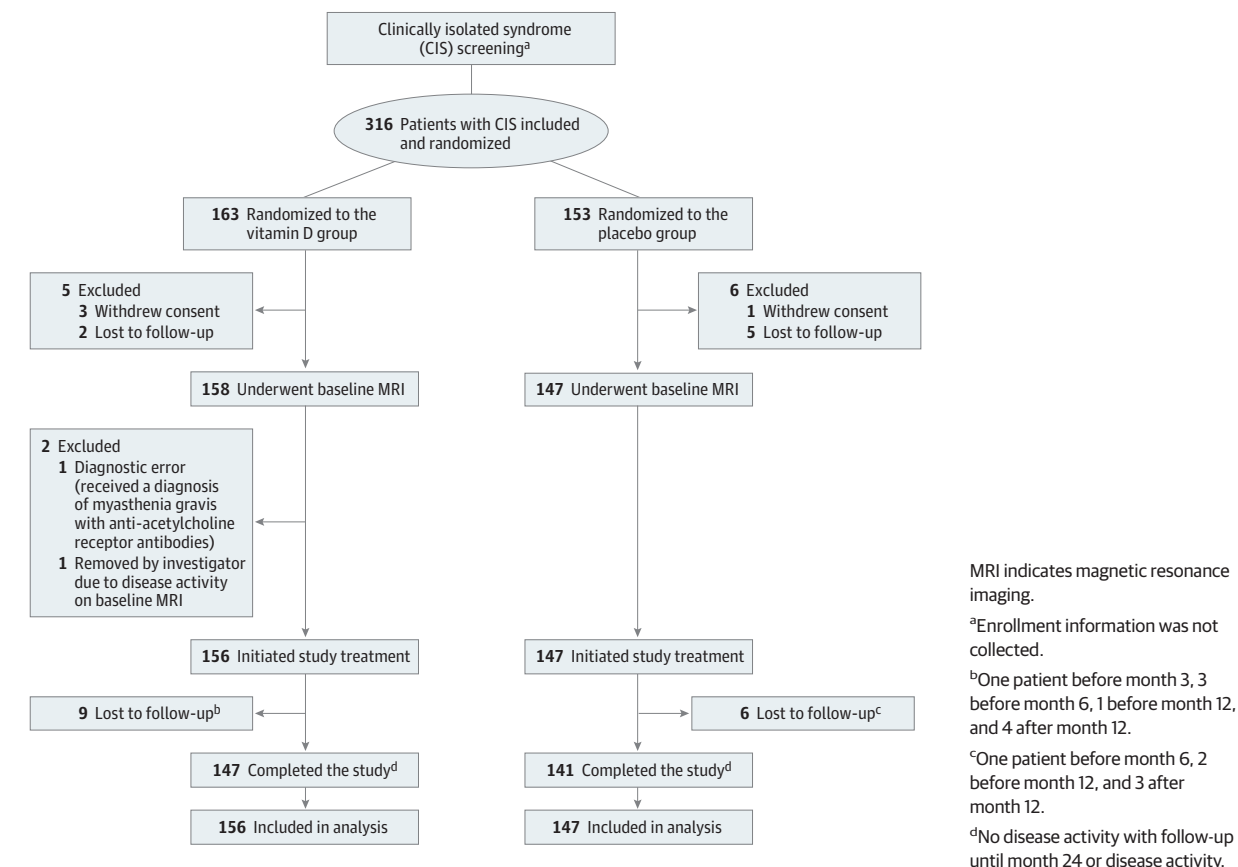 Clinically isolated syndrome
(CIS) screeningᵃ
316 Patients with CIS included
and randomized
163 Randomized to the
vitamin D group
153 Randomized to the
placebo group
5 Excluded
3 Withdrew consent
2 Lost to follow-up
6 Excluded
1 Withdrew consent
5 Lost to follow-up
158 Underwent baseline MRI
147 Underwent baseline MRI
2 Excluded
1 Diagnostic error
(received a diagnosis
of myasthenia gravis
with anti-acetylcholine
receptor antibodies)
1 Removed by investigator
due to disease activity
on baseline MRI
156 Initiated study treatment
147 Initiated study treatment
9 Lost to follow-upᵇ
6 Lost to follow-upᶜ
147 Completed the studyᵈ
141 Completed the studyᵈ
156 Included in analysis
147 Included in analysis
MRI indicates magnetic resonance
imaging.
ᵃEnrollment information was not
collected.
ᵇOne patient before month 3, 3
before month 6, 1 before month 12,
and 4 after month 12.
ᶜOne patient before month 6, 2
before month 12, and 3 after
month 12.
ᵈNo disease activity with follow-up
until month 24 or disease activity.